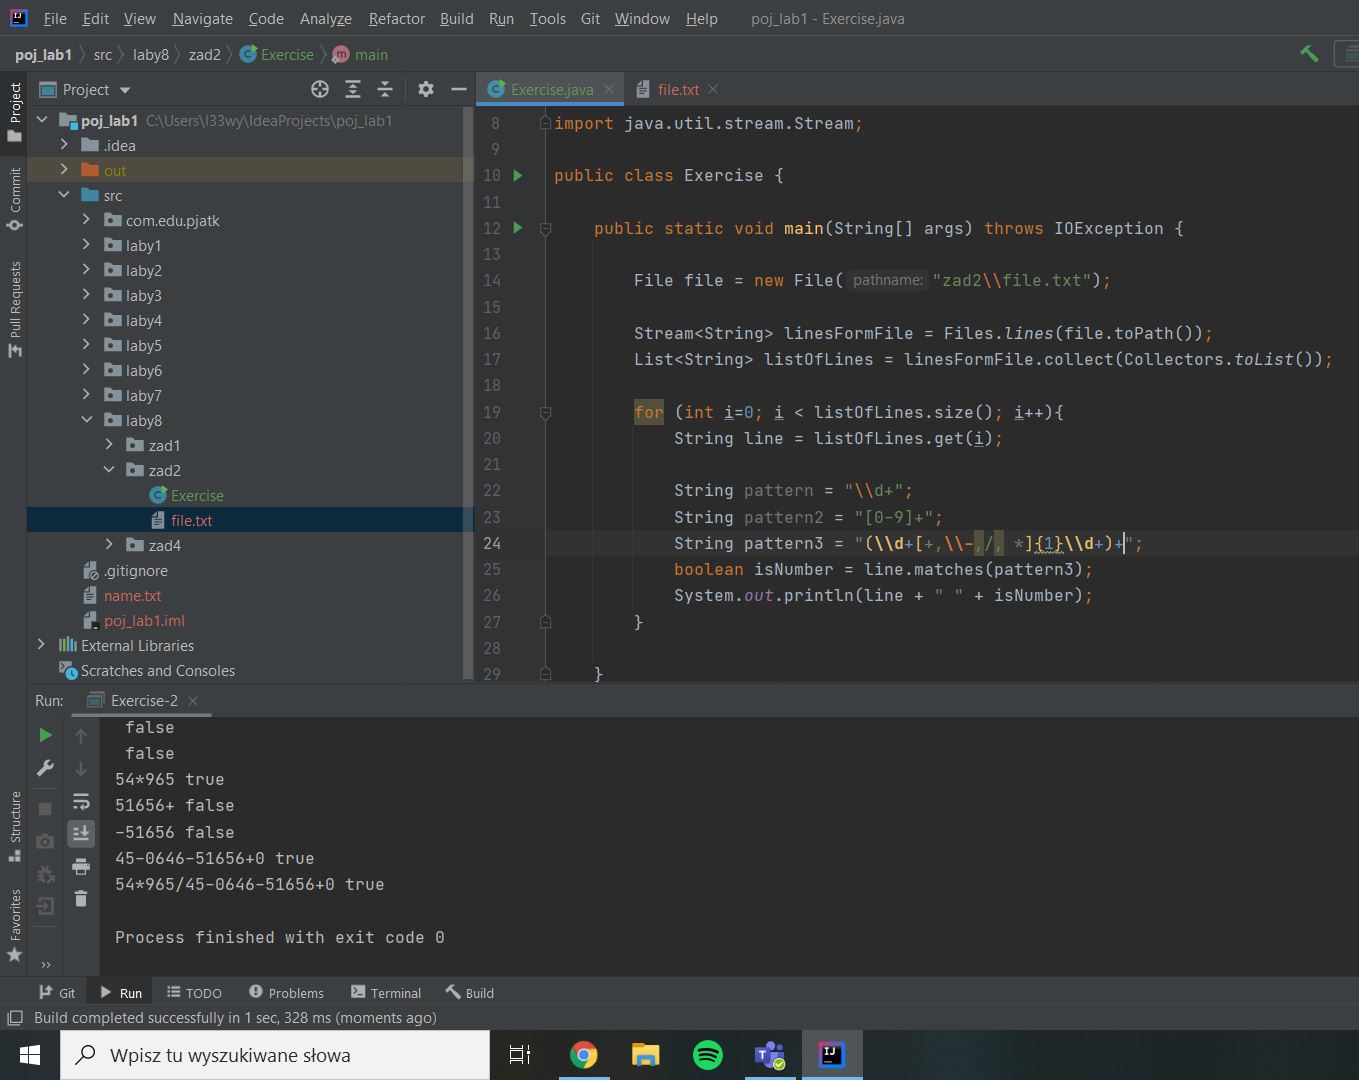 File Edit View Navigate Code Analyze Refactor Build Run Tools Git Window Help poj_lab1 - Exercise.java
poj_lab1 src laby8 zad2 Exercise main
Project
Exercise.java
file.txt
Project
Commit
Pull Requests
poj_lab1 C:\Users\l33wy\IdeaProjects\poj_lab1
.idea
out
src
com.edu.pjatk
laby1
laby2
laby3
laby4
laby5
laby6
laby7
laby8
zad1
zad2
Exercise
file.txt
zad4
.gitignore
name.txt
poj_lab1.iml
External Libraries
Scratches and Consoles
8 import java.util.stream.Stream;
9
10 public class Exercise {
11
12 public static void main(String[] args) throws IOException {
13
14 File file = new File( pathname: "zad2\\file.txt");
15
16 Stream<String> linesFormFile = Files.lines(file.toPath());
17 List<String> listOfLines = linesFormFile.collect(Collectors.toList());
18
19 for (int i=0; i < listOfLines.size(); i++){
20 String line = listOfLines.get(i);
21
22 String pattern = "\\d+";
23 String pattern2 = "[0-9]+";
24 String pattern3 = "(\\d+[+,\\-,/, *]{1}\\d+)+";
25 boolean isNumber = line.matches(pattern3);
26 System.out.println(line + " " + isNumber);
27 }
28
29 }
Run: Exercise-2
false
false
54*965 true
51656+ false
-51656 false
45-0646-51656+0 true
54*965/45-0646-51656+0 true
Process finished with exit code 0
Structure
Favorites
Git Run TODO Problems Terminal Build
Build completed successfully in 1 sec, 328 ms (moments ago)
Wpisz tu wyszukiwane słowa